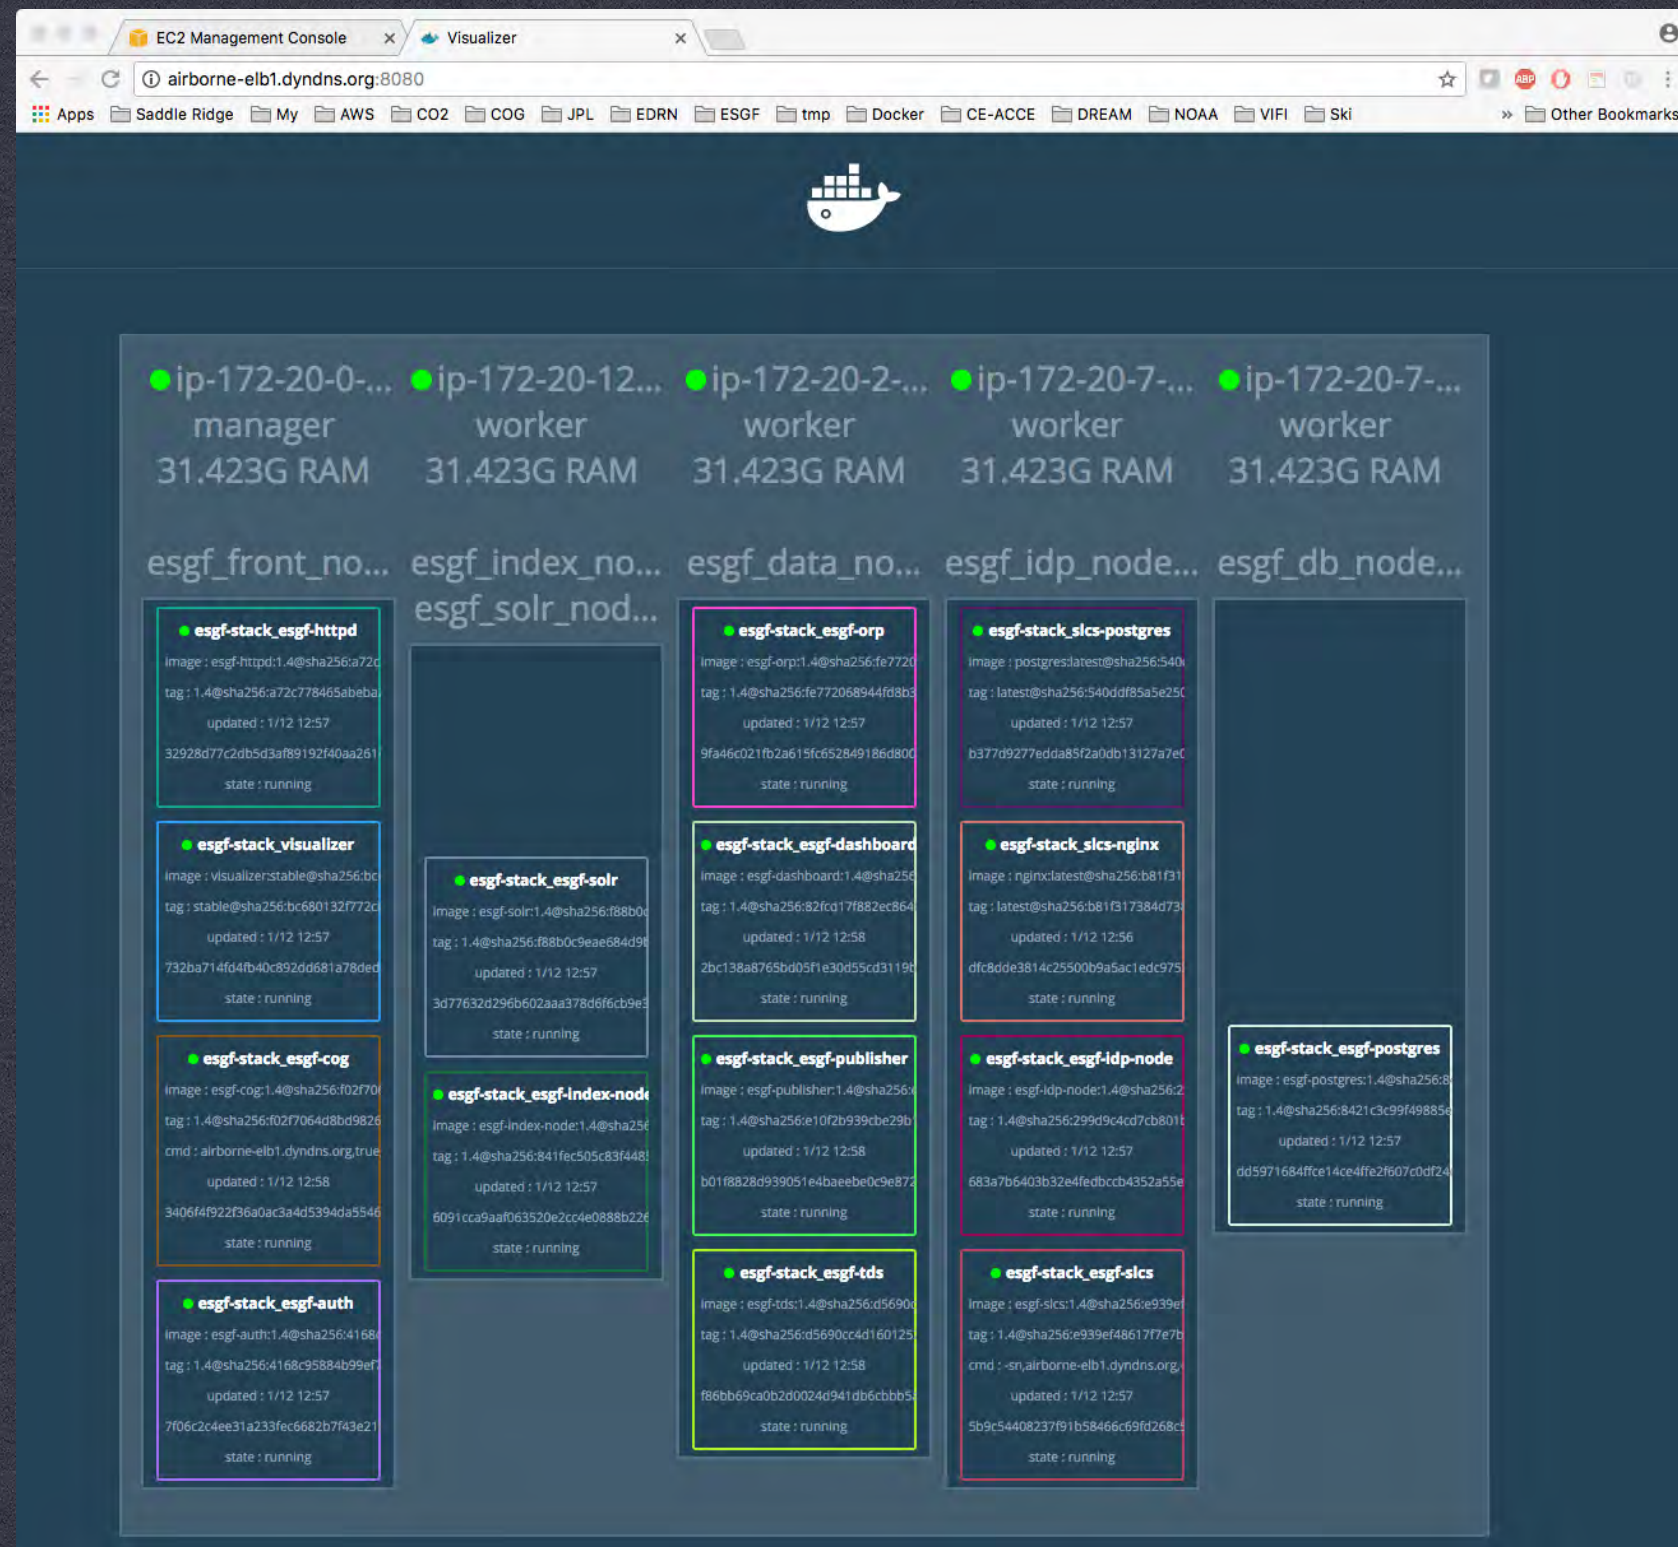 EC2 Management Console
Visualizer
airborne-elb1.dyndns.org:8080
Apps Saddle Ridge My AWS CO2 COG JPL EDRN ESGF tmp Docker CE-ACCE DREAM NOAA VIFI Ski » Other Bookmarks
ip-172-20-0-...
manager
31.423G RAM
esgf_front_no...
esgf-stack_esgf-httpd
image : esgf-httpd:1.4@sha256:a72c
tag : 1.4@sha256:a72c778465abeba
updated : 1/12 12:57
32928d77c2db5d3af89192f40aa261
state : running
esgf-stack_visualizer
image : visualizer:stable@sha256:bc
tag : stable@sha256:bc680132f772c
updated : 1/12 12:57
732ba714fd4fb40c892dd681a78ded
state : running
esgf-stack_esgf-cog
image : esgf-cog:1.4@sha256:f02f70
tag : 1.4@sha256:f02f7064d8bd9826
cmd : airborne-elb1.dyndns.org,true
updated : 1/12 12:58
3406f4f922f36a0ac3a4d5394da5546
state : running
esgf-stack_esgf-auth
image : esgf-auth:1.4@sha256:4168
tag : 1.4@sha256:4168c95884b99ef
updated : 1/12 12:57
7f06c2c4ee31a233fec6682b7f43e21
state : running
ip-172-20-12...
worker
31.423G RAM
esgf_index_no...
esgf_solr_nod...
esgf-stack_esgf-solr
image : esgf-solr:1.4@sha256:f88b0
tag : 1.4@sha256:f88b0c9eae684d9
updated : 1/12 12:57
3d77632d296b602aaa378d6f6cb9e3
state : running
esgf-stack_esgf-index-node
image : esgf-index-node:1.4@sha256
tag : 1.4@sha256:841fec505c83f448
updated : 1/12 12:57
6091cca9aaf063520e2cc4e0888b226
state : running
ip-172-20-2-...
worker
31.423G RAM
esgf_data_no...
esgf-stack_esgf-orp
image : esgf-orp:1.4@sha256:fe7720
tag : 1.4@sha256:fe772068944fd8b3
updated : 1/12 12:57
9fa46c021fb2a615fc652849186d800
state : running
esgf-stack_esgf-dashboard
image : esgf-dashboard:1.4@sha256
tag : 1.4@sha256:82fcd17f882ec864
updated : 1/12 12:58
2bc138a8765bd05f1e30d55cd3119b
state : running
esgf-stack_esgf-publisher
image : esgf-publisher:1.4@sha256:
tag : 1.4@sha256:e10f2b939cbe29b
updated : 1/12 12:58
b01f8828d939051e4baeebe0c9e872
state : running
esgf-stack_esgf-tds
image : esgf-tds:1.4@sha256:d5690
tag : 1.4@sha256:d5690cc4d160125
updated : 1/12 12:58
f86bb69ca0b2d0024d941db6cbbb5
state : running
ip-172-20-7-...
worker
31.423G RAM
esgf_idp_node...
esgf-stack_slcs-postgres
image : postgres:latest@sha256:540
tag : latest@sha256:540ddf85a5e250
updated : 1/12 12:57
b377d9277edda85f2a0db13127a7e0
state : running
esgf-stack_slcs-nginx
image : nginx:latest@sha256:b81f31
tag : latest@sha256:b81f317384d73
updated : 1/12 12:56
dfc8dde3814c25500b9a5ac1edc975
state : running
esgf-stack_esgf-idp-node
image : esgf-idp-node:1.4@sha256:2
tag : 1.4@sha256:299d9c4cd7cb801b
updated : 1/12 12:57
683a7b6403b32e4fedbccb4352a55e
state : running
esgf-stack_esgf-slcs
image : esgf-slcs:1.4@sha256:e939ef
tag : 1.4@sha256:e939ef48617f7e7b
cmd : -sn,airborne-elb1.dyndns.org,
updated : 1/12 12:57
5b9c54408237f91b58466c69fd268c
state : running
ip-172-20-7-...
worker
31.423G RAM
esgf_db_node...
esgf-stack_esgf-postgres
image : esgf-postgres:1.4@sha256:8
tag : 1.4@sha256:8421c3c99f49885
updated : 1/12 12:57
dd5971684ffce14ce4ffe2f607c0df24
state : running